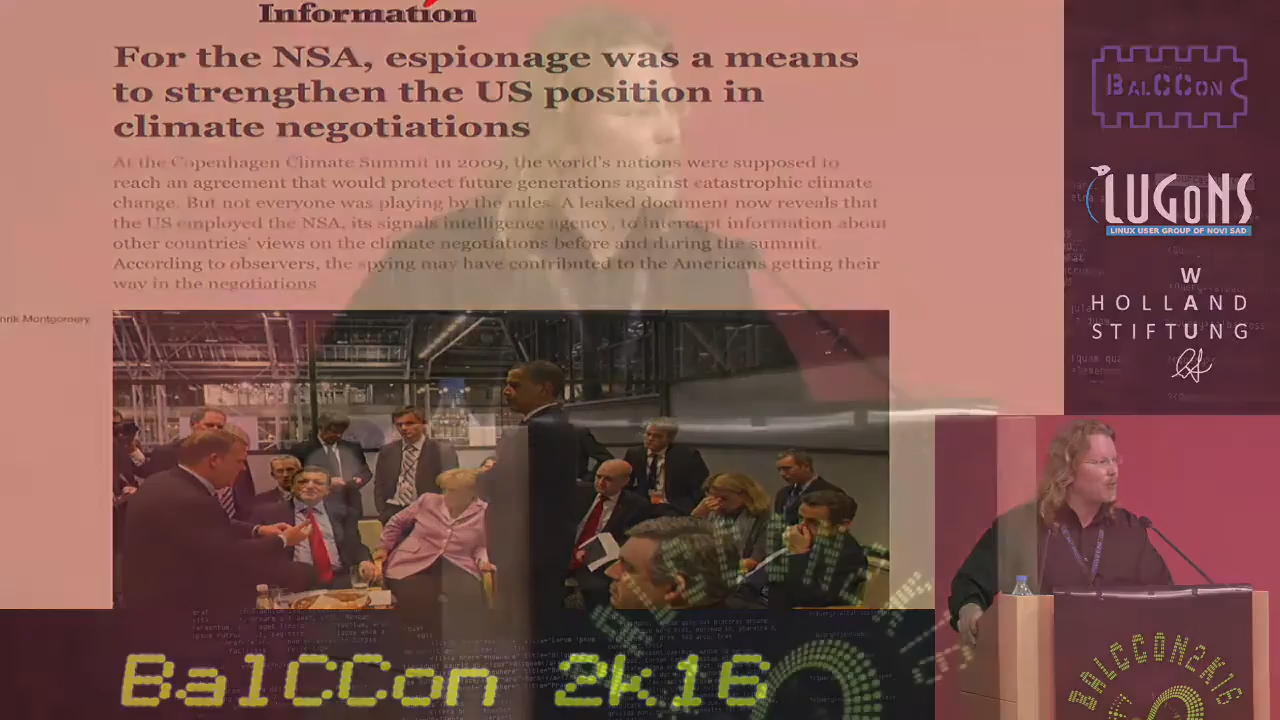 Information
For the NSA, espionage was a means
to strengthen the US position in
climate negotiations
At the Copenhagen Climate Summit in 2009, the world's nations were supposed to
reach an agreement that would protect future generations against catastrophic climate
change. But not everyone was playing by the rules. A leaked document now reveals that
the US employed the NSA, its signals intelligence agency, to intercept information about
other countries' views on the climate negotiations before and during the summit.
According to observers, the spying may have contributed to the Americans getting their
way in the negotiations
nrik Montgomery
BALCCON
LUGONS
LINUX USER GROUP OF NOVI SAD
W
HOLLAND
STIFTUNG
BALCCON2K16
BalCCon 2k16